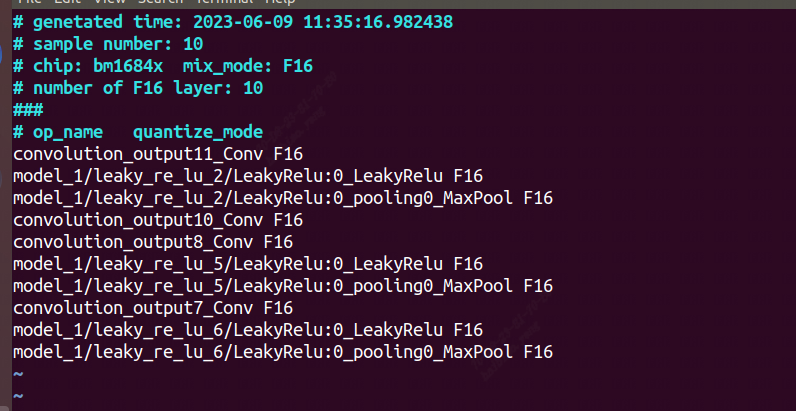 File Edit View Search Terminal Help
# genetated time: 2023-06-09 11:35:16.982438
# sample number: 10
# chip: bm1684x  mix_mode: F16
# number of F16 layer: 10
###
# op_name   quantize_mode
convolution_output11_Conv F16
model_1/leaky_re_lu_2/LeakyRelu:0_LeakyRelu F16
model_1/leaky_re_lu_2/LeakyRelu:0_pooling0_MaxPool F16
convolution_output10_Conv F16
convolution_output8_Conv F16
model_1/leaky_re_lu_5/LeakyRelu:0_LeakyRelu F16
model_1/leaky_re_lu_5/LeakyRelu:0_pooling0_MaxPool F16
convolution_output7_Conv F16
model_1/leaky_re_lu_6/LeakyRelu:0_LeakyRelu F16
model_1/leaky_re_lu_6/LeakyRelu:0_pooling0_MaxPool F16
~
~